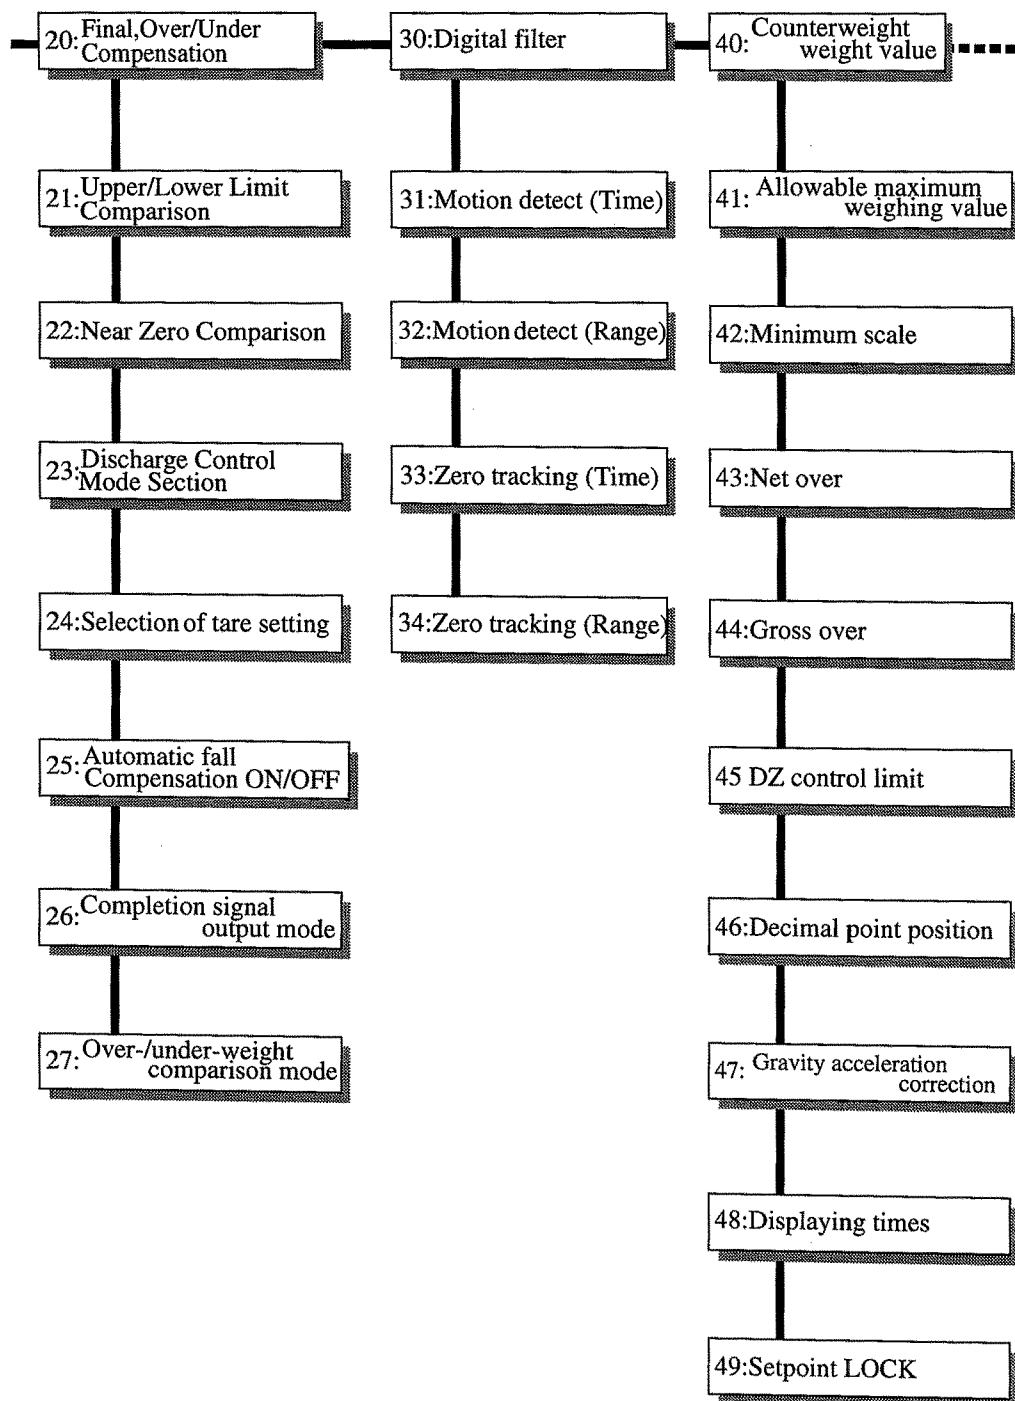 20: Final,Over/Under
Compensation
21: Upper/Lower Limit
Comparison
22:Near Zero Comparison
23: Discharge Control
Mode Section
24:Selection of tare setting
25: Automatic fall
Compensation ON/OFF
26: Completion signal
output mode
27: Over-/under-weight
comparison mode
30:Digital filter
31:Motion detect (Time)
32:Motion detect (Range)
33:Zero tracking (Time)
34:Zero tracking (Range)
40: Counterweight
weight value
41: Allowable maximum
weighing value
42:Minimum scale
43:Net over
44:Gross over
45 DZ control limit
46:Decimal point position
47: Gravity acceleration
correction
48:Displaying times
49:Setpoint LOCK